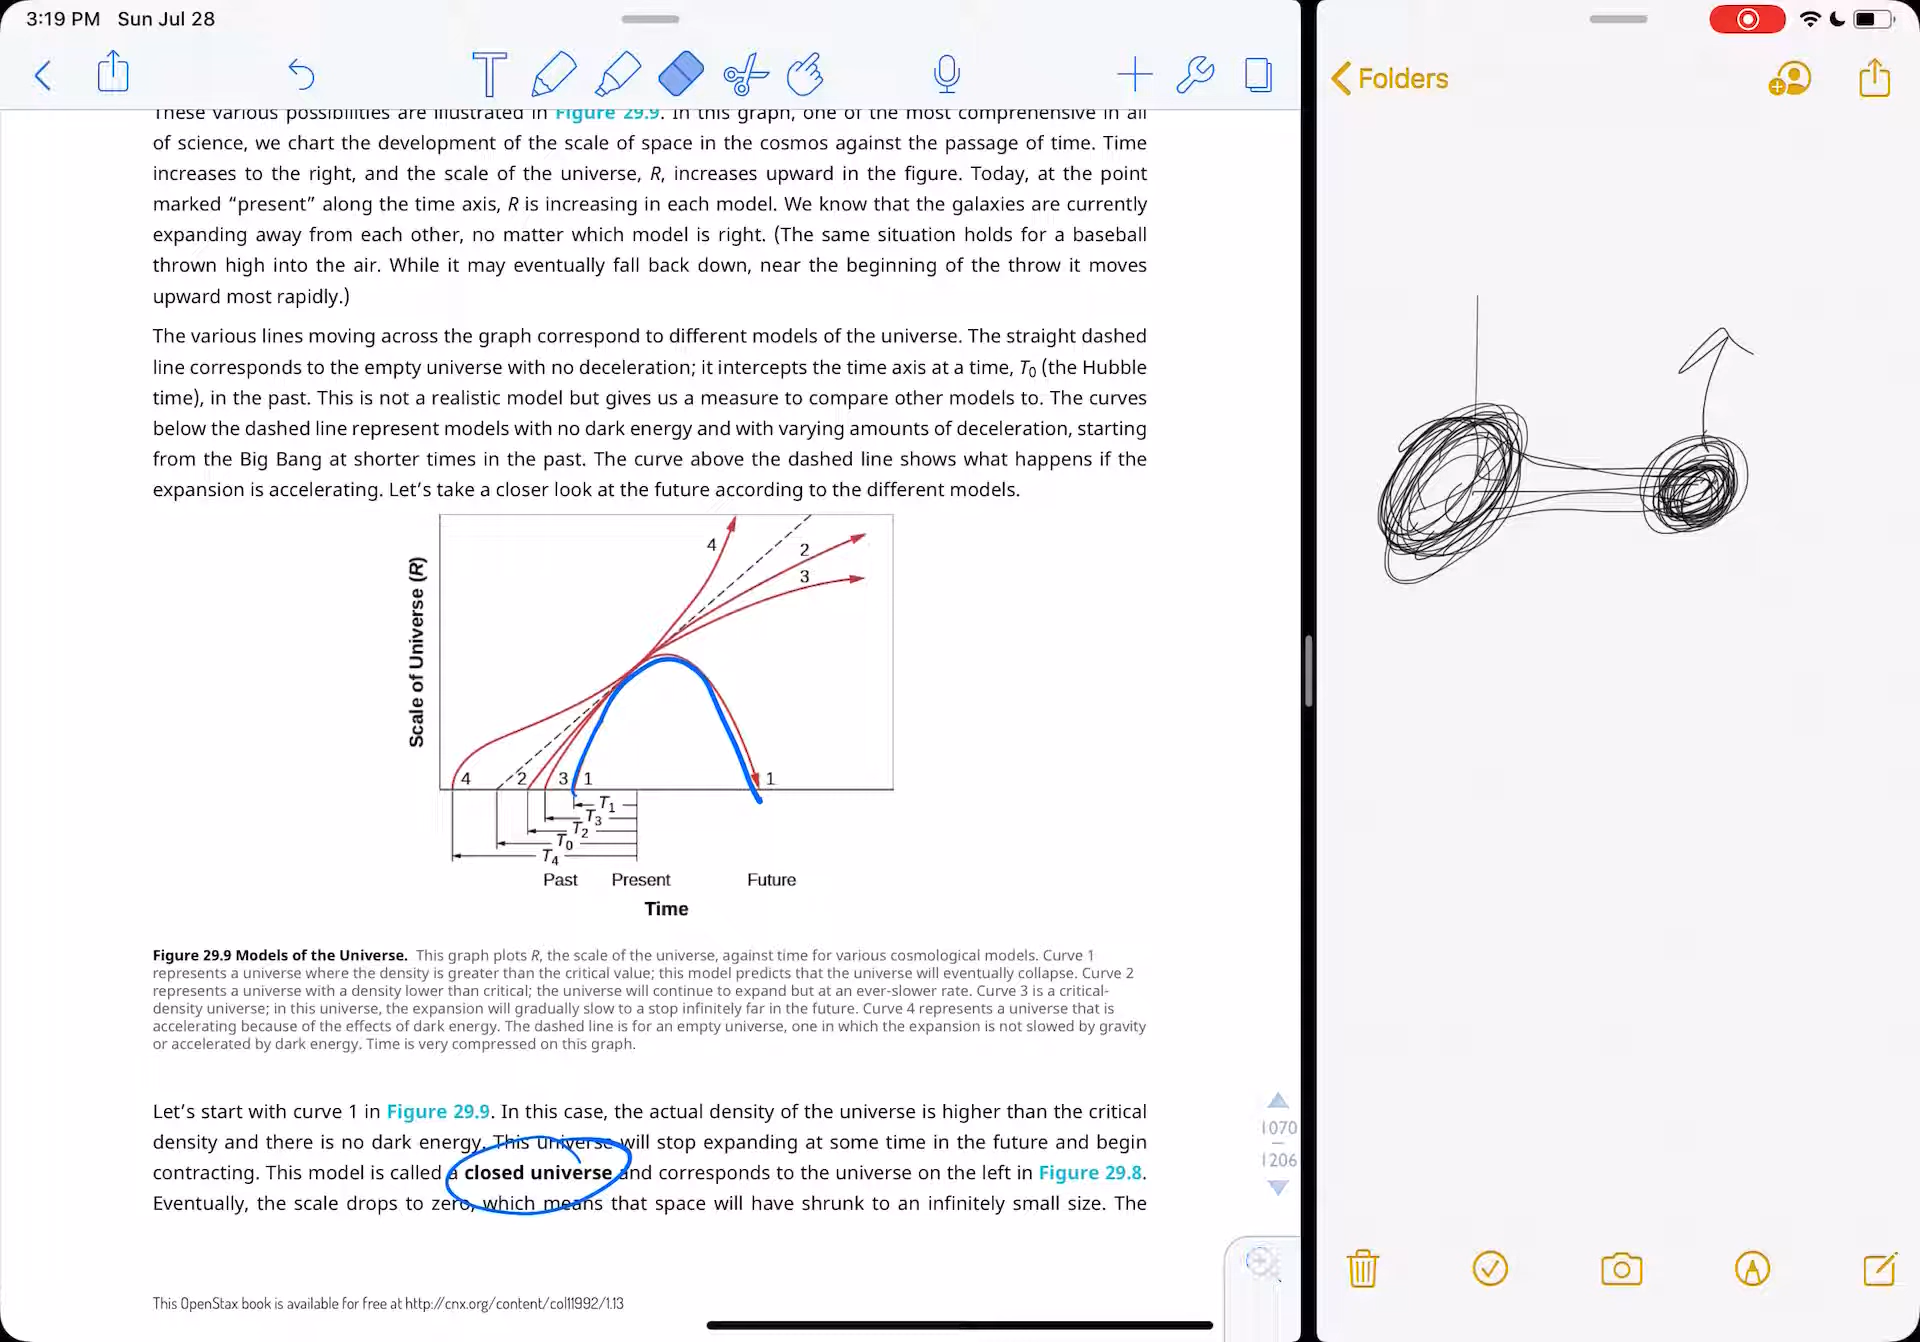 3:19 PM Sun Jul 28
Folders
These various possibilities are illustrated in Figure 29.9. In this graph, one of the most comprehensive in all
of science, we chart the development of the scale of space in the cosmos against the passage of time. Time
increases to the right, and the scale of the universe, R, increases upward in the figure. Today, at the point
marked “present” along the time axis, R is increasing in each model. We know that the galaxies are currently
expanding away from each other, no matter which model is right. (The same situation holds for a baseball
thrown high into the air. While it may eventually fall back down, near the beginning of the throw it moves
upward most rapidly.)
The various lines moving across the graph correspond to different models of the universe. The straight dashed
line corresponds to the empty universe with no deceleration; it intercepts the time axis at a time, T0 (the Hubble
time), in the past. This is not a realistic model but gives us a measure to compare other models to. The curves
below the dashed line represent models with no dark energy and with varying amounts of deceleration, starting
from the Big Bang at shorter times in the past. The curve above the dashed line shows what happens if the
expansion is accelerating. Let’s take a closer look at the future according to the different models.
Scale of Universe (R)
4
2
3
4 2 3 1 1
T1
T3
T2
T0
T4
Past Present Future
Time
Figure 29.9 Models of the Universe. This graph plots R, the scale of the universe, against time for various cosmological models. Curve 1
represents a universe where the density is greater than the critical value; this model predicts that the universe will eventually collapse. Curve 2
represents a universe with a density lower than critical; the universe will continue to expand but at an ever-slower rate. Curve 3 is a critical-
density universe; in this universe, the expansion will gradually slow to a stop infinitely far in the future. Curve 4 represents a universe that is
accelerating because of the effects of dark energy. The dashed line is for an empty universe, one in which the expansion is not slowed by gravity
or accelerated by dark energy. Time is very compressed on this graph.
Let’s start with curve 1 in Figure 29.9. In this case, the actual density of the universe is higher than the critical
density and there is no dark energy. This universe will stop expanding at some time in the future and begin
contracting. This model is called a closed universe and corresponds to the universe on the left in Figure 29.8.
Eventually, the scale drops to zero, which means that space will have shrunk to an infinitely small size. The
1070
1206
This OpenStax book is available for free at http://cnx.org/content/col11992/1.13